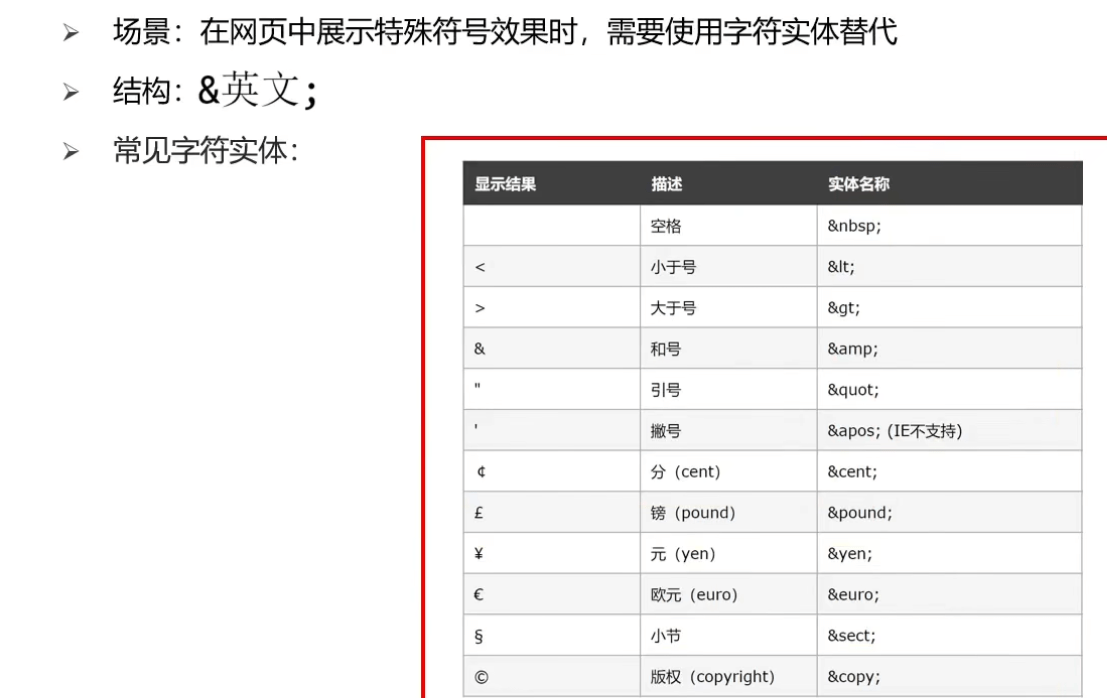 场景：在网页中展示特殊符号效果时，需要使用字符实体替代
结构：&英文;
常见字符实体：
显示结果 描述 实体名称
空格 &nbsp;
< 小于号 &lt;
> 大于号 &gt;
& 和号 &amp;
" 引号 &quot;
' 撇号 &apos; (IE不支持)
¢ 分（cent） &cent;
£ 镑（pound） &pound;
¥ 元（yen） &yen;
€ 欧元（euro） &euro;
§ 小节 &sect;
© 版权（copyright） &copy;